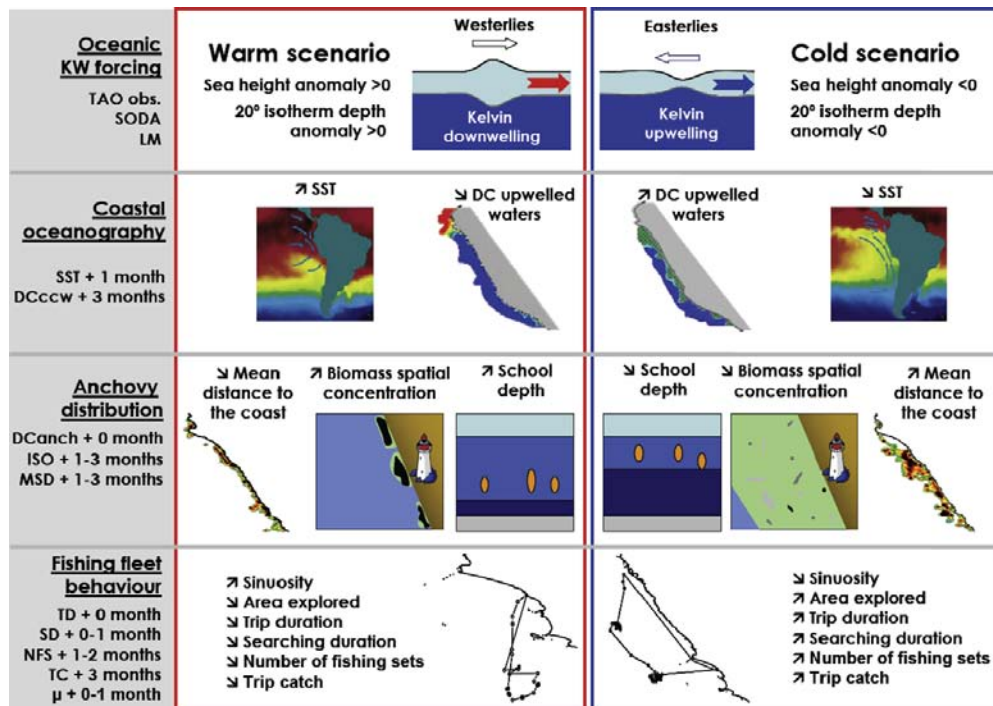 Oceanic
KW forcing
TAO obs.
SODA
LM
Warm scenario
Sea height anomaly >0
20º isotherm depth
anomaly >0
Westerlies
Kelvin
downwelling
Easterlies
Kelvin
upwelling
Cold scenario
Sea height anomaly <0
20º isotherm depth
anomaly <0
Coastal
oceanography
SST + 1 month
DCccw + 3 months
↗ SST
↘ DC upwelled
waters
↗ DC upwelled
waters
↘ SST
Anchovy
distribution
DCanch + 0 month
ISO + 1-3 months
MSD + 1-3 months
↘ Mean
distance to
the coast
↗ Biomass spatial
concentration
↗ School
depth
↘ School
depth
↘ Biomass spatial
concentration
↗ Mean
distance to
the coast
Fishing fleet
behaviour
TD + 0 month
SD + 0-1 month
NFS + 1-2 months
TC + 3 months
µ + 0-1 month
↗ Sinuosity
↘ Area explored
↘ Trip duration
↘ Searching duration
↘ Number of fishing sets
↘ Trip catch
↘ Sinuosity
↗ Area explored
↗ Trip duration
↗ Searching duration
↗ Number of fishing sets
↗ Trip catch